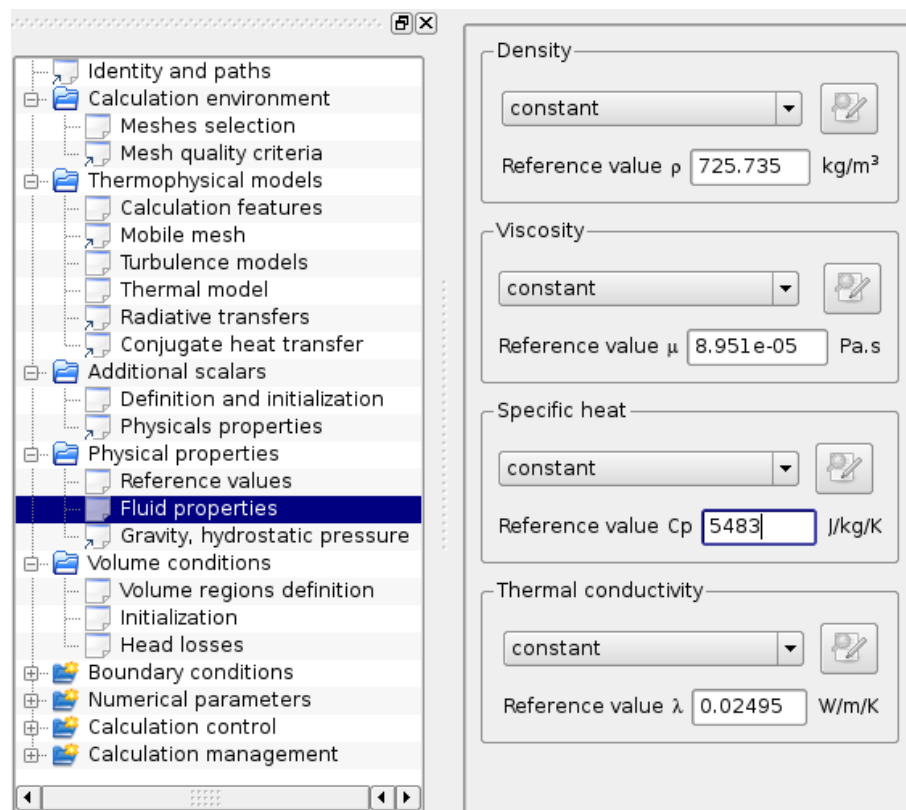 Identity and paths
Calculation environment
Meshes selection
Mesh quality criteria
Thermophysical models
Calculation features
Mobile mesh
Turbulence models
Thermal model
Radiative transfers
Conjugate heat transfer
Additional scalars
Definition and initialization
Physicals properties
Physical properties
Reference values
Fluid properties
Gravity, hydrostatic pressure
Volume conditions
Volume regions definition
Initialization
Head losses
Boundary conditions
Numerical parameters
Calculation control
Calculation management
Density
constant
Reference value ρ 725.735 kg/m³
Viscosity
constant
Reference value μ 8.951e-05 Pa.s
Specific heat
constant
Reference value Cp 5483 J/kg/K
Thermal conductivity
constant
Reference value λ 0.02495 W/m/K